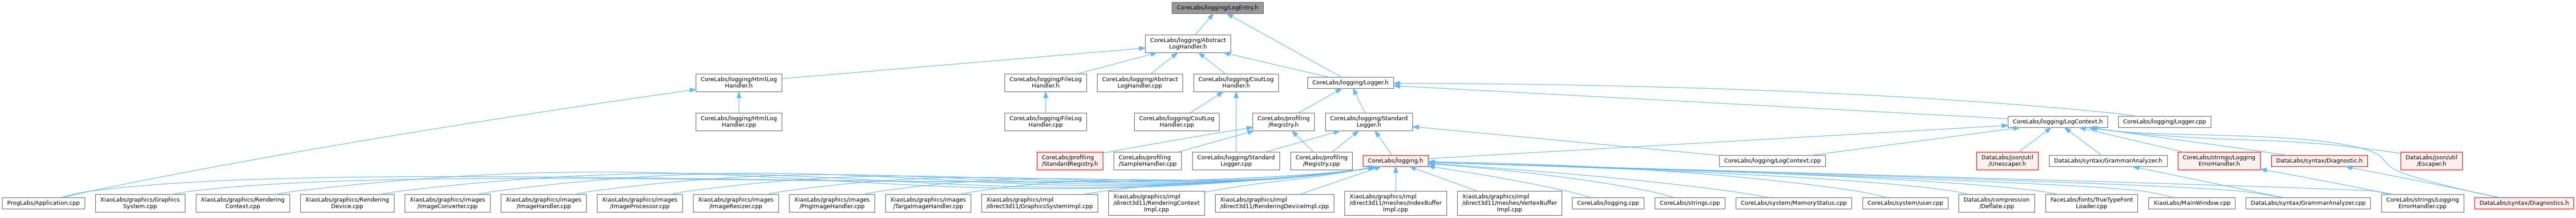 CoreLabs/logging/LogEntry.h
CoreLabs/logging/Abstract
LogHandler.h
CoreLabs/logging/HtmlLog
Handler.h
CoreLabs/logging/FileLog
Handler.h
CoreLabs/logging/Abstract
LogHandler.cpp
CoreLabs/logging/CoutLog
Handler.h
CoreLabs/logging/Logger.h
CoreLabs/logging/HtmlLog
Handler.cpp
CoreLabs/logging/FileLog
Handler.cpp
CoreLabs/logging/CoutLog
Handler.cpp
CoreLabs/profiling
/Registry.h
CoreLabs/logging/Standard
Logger.h
CoreLabs/logging/LogContext.h
CoreLabs/logging/Logger.cpp
CoreLabs/profiling
/StandardRegistry.h
CoreLabs/profiling
/SampleHandler.cpp
CoreLabs/logging/Standard
Logger.cpp
CoreLabs/profiling
/Registry.cpp
CoreLabs/logging.h
CoreLabs/logging/LogContext.cpp
DataLabs/json/util
/Unescaper.h
DataLabs/syntax/GrammarAnalyzer.h
CoreLabs/strings/Logging
ErrorHandler.h
DataLabs/syntax/Diagnostic.h
DataLabs/json/util
/Escaper.h
ProgLabs/Application.cpp
XiaoLabs/graphics/Graphics
System.cpp
XiaoLabs/graphics/Rendering
Context.cpp
XiaoLabs/graphics/Rendering
Device.cpp
XiaoLabs/graphics/images
/ImageConverter.cpp
XiaoLabs/graphics/images
/ImageHandler.cpp
XiaoLabs/graphics/images
/ImageProcessor.cpp
XiaoLabs/graphics/images
/ImageResizer.cpp
XiaoLabs/graphics/images
/PngImageHandler.cpp
XiaoLabs/graphics/images
/TargaImageHandler.cpp
XiaoLabs/graphics/impl
/direct3d11/GraphicsSystemImpl.cpp
XiaoLabs/graphics/impl
/direct3d11/RenderingContext
Impl.cpp
XiaoLabs/graphics/impl
/direct3d11/RenderingDeviceImpl.cpp
XiaoLabs/graphics/impl
/direct3d11/meshes/IndexBuffer
Impl.cpp
XiaoLabs/graphics/impl
/direct3d11/meshes/VertexBuffer
Impl.cpp
CoreLabs/logging.cpp
CoreLabs/strings.cpp
CoreLabs/system/MemoryStatus.cpp
CoreLabs/system/user.cpp
DataLabs/compression
/Deflate.cpp
FaceLabs/fonts/TrueTypeFont
Loader.cpp
XiaoLabs/MainWindow.cpp
DataLabs/syntax/GrammarAnalyzer.cpp
CoreLabs/strings/Logging
ErrorHandler.cpp
DataLabs/syntax/Diagnostics.h